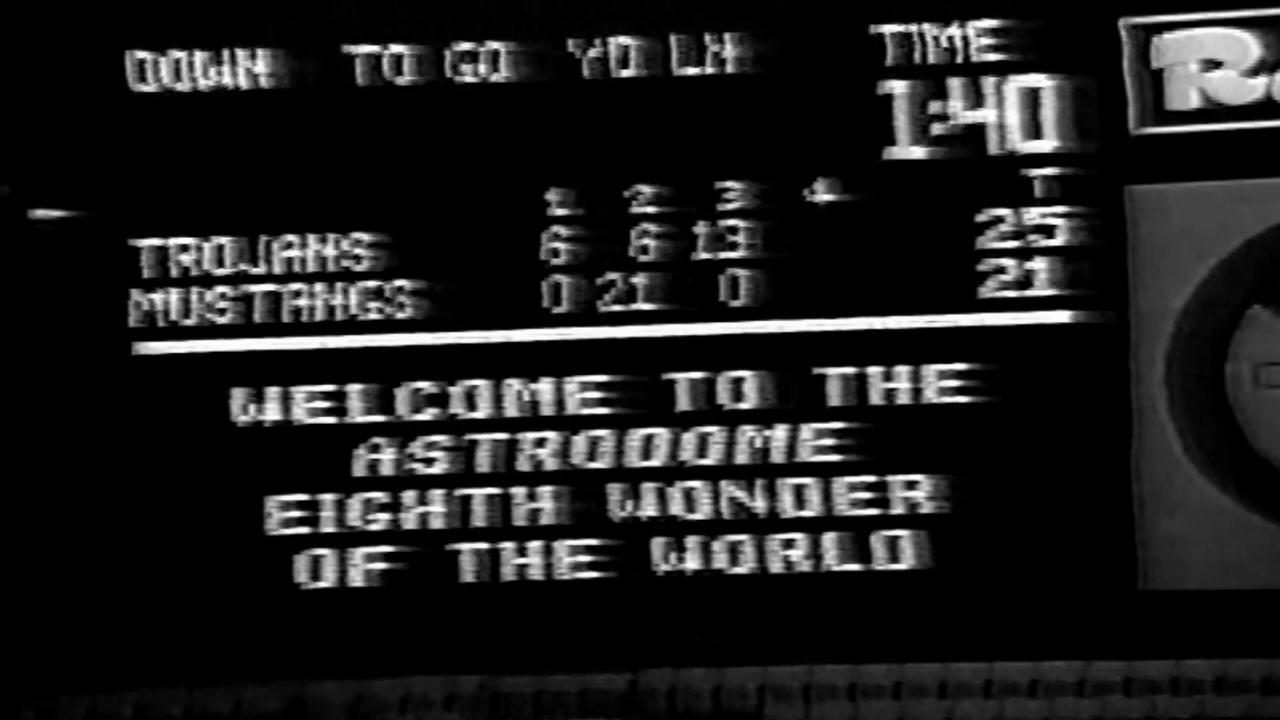 DOWN TO GO YD LN TIME
1:40
1 2 3 4 T
TROJANS 6 6 13 25
MUSTANGS 0 21 0 21
WELCOME TO THE
ASTRODOME
EIGHTH WONDER
OF THE WORLD